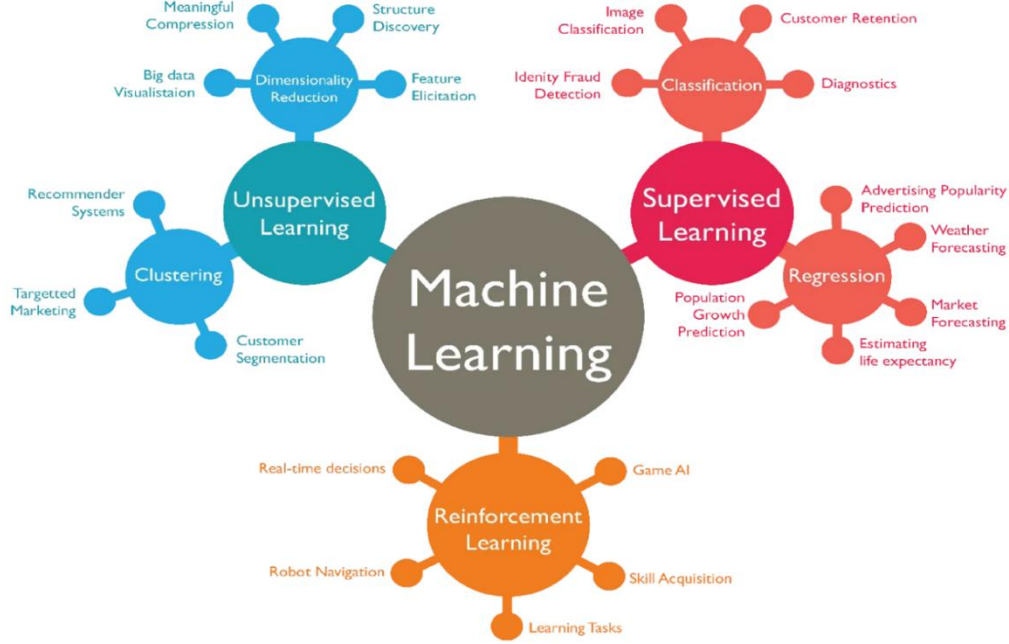 Meaningful
Compression
Structure
Discovery
Big data
Visualistaion
Dimensionality
Reduction
Feature
Elicitation
Image
Classification
Customer Retention
Idenity Fraud
Detection
Classification
Diagnostics
Recommender
Systems
Unsupervised
Learning
Clustering
Targetted
Marketing
Customer
Segmentation
Machine
Learning
Supervised
Learning
Advertising Popularity
Prediction
Weather
Forecasting
Regression
Population
Growth
Prediction
Market
Forecasting
Estimating
life expectancy
Real-time decisions
Game AI
Reinforcement
Learning
Robot Navigation
Skill Acquisition
Learning Tasks